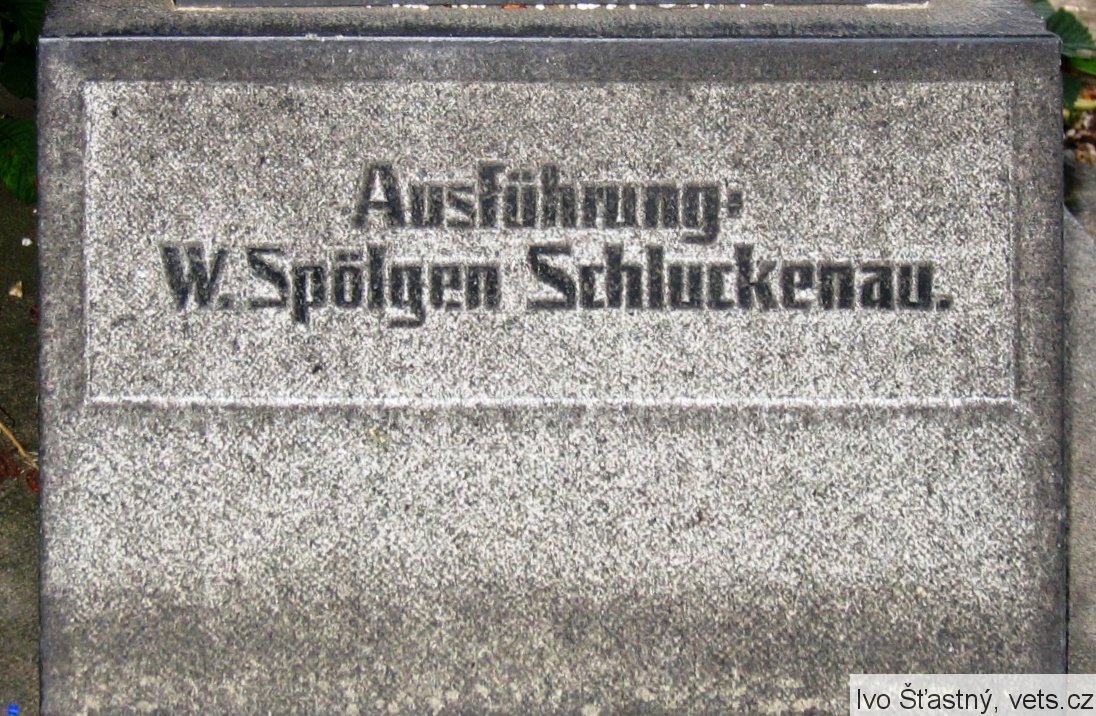 Ausführung:
W. Spölgen Schluckenau.
Ivo Šťastný, vets.cz